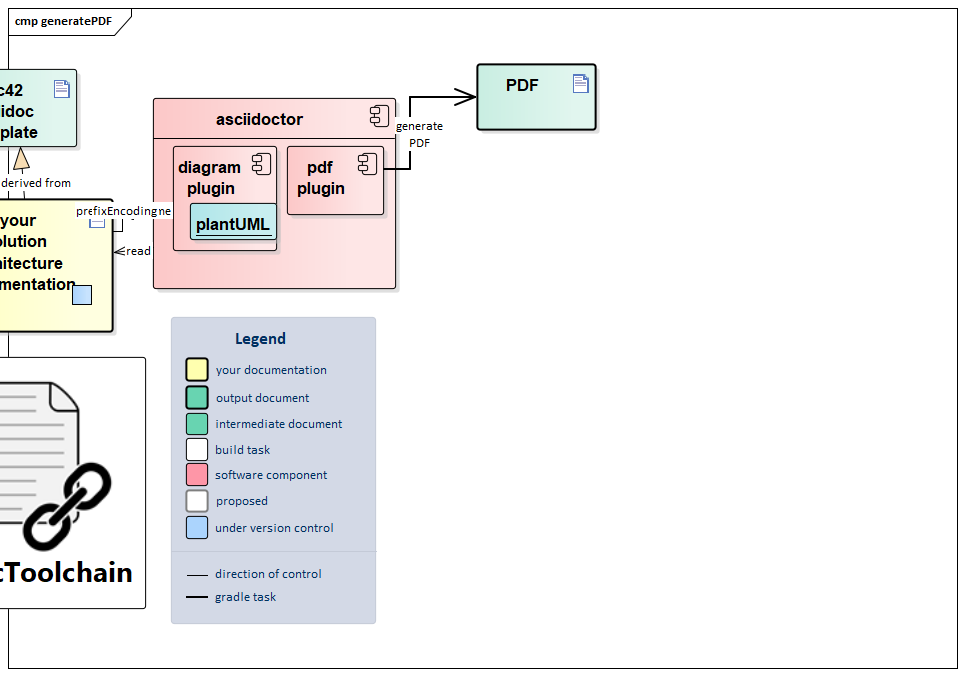 cmp generatePDF
c42
iidoc
plate
derived from
your
olution
itecture
mentation
prefixEncodingne
read
asciidoctor
diagram
plugin
plantUML
pdf
plugin
generate
PDF
PDF
Legend
your documentation
output document
intermediate document
build task
software component
proposed
under version control
direction of control
gradle task
cToolchain